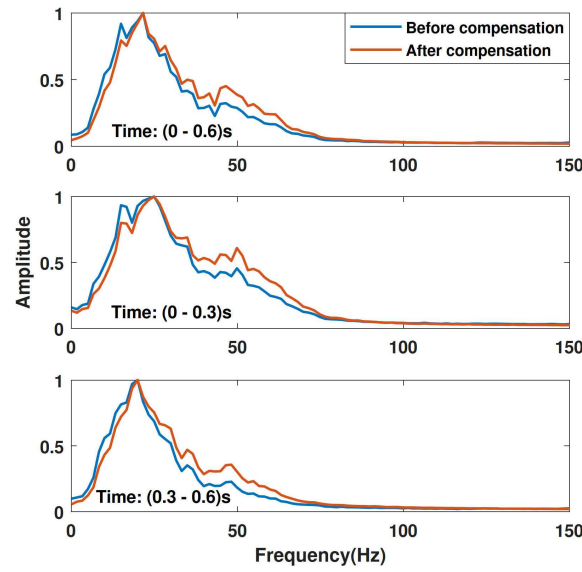 1
Before compensation
After compensation
0.5
Time: (0 - 0.6)s
0
0 50 100 150
1
Amplitude
0.5
Time: (0 - 0.3)s
0
0 50 100 150
1
0.5
Time: (0.3 - 0.6)s
0
0 50 100 150
Frequency(Hz)